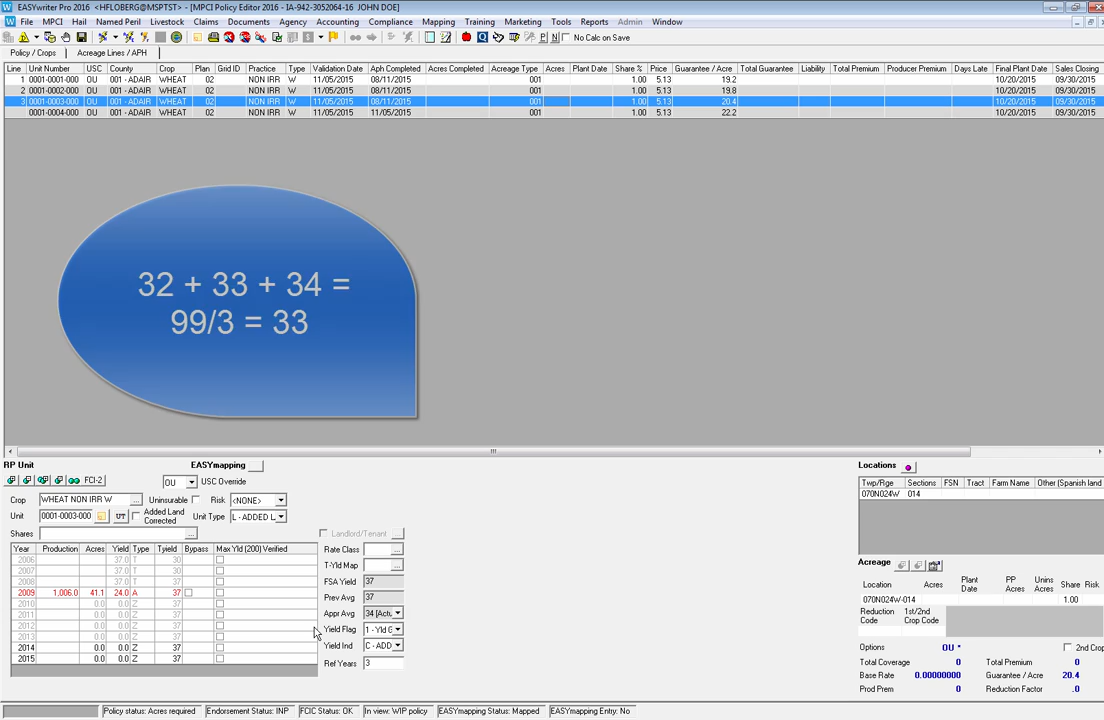 EASYwriter Pro 2016 <HFLOBERG@MSPTST> - [MPCI Policy Editor 2016 - IA-942-3052064-16 JOHN DOE]
File MPCI Hail Named Peril Livestock Claims Documents Agency Accounting Compliance Mapping Training Marketing Tools Reports Admin Window
No Calc on Save
Policy / Crops Acreage Lines / APH
Line Unit Number USC County Crop Plan Grid ID Practice Type Validation Date Aph Completed Acres Completed Acreage Type Acres Plant Date Share % Price Guarantee / Acre Total Guarantee Liability Total Premium Producer Premium Days Late Final Plant Date Sales Closing
1 0001-0001-000 OU 001 - ADAIR WHEAT 02 NON IRR W 11/05/2015 08/11/2015 001 1.00 5.13 19.2 10/20/2015 09/30/2015
2 0001-0002-000 OU 001 - ADAIR WHEAT 02 NON IRR W 11/05/2015 08/11/2015 001 1.00 5.13 19.8 10/20/2015 09/30/2015
3 0001-0003-000 OU 001 - ADAIR WHEAT 02 NON IRR W 11/05/2015 08/11/2015 001 1.00 5.13 20.4 10/20/2015 09/30/2015
0001-0004-000 OU 001 - ADAIR WHEAT 02 NON IRR W 11/05/2015 11/05/2015 001 1.00 5.13 22.2 10/20/2015 09/30/2015
32 + 33 + 34 =
99/3 = 33
RP Unit EASYmapping
FCI-2 OU USC Override
Crop WHEAT NON IRR W ... Uninsurable Risk <NONE>
Unit 0001-0003-000 UT Added Land Corrected Unit Type L - ADDED L
Shares ... Landlord/Tenant ...
Year Production Acres Yield Type Tyield Bypass Max Yld (200) Verified
2006 37.0 T 30
2007 37.0 T 30
2008 37.0 T 37
2009 1,006.0 41.1 24.0 A 37
2010 0.0 0.0 Z 37
2011 0.0 0.0 Z 37
2012 0.0 0.0 Z 37
2013 0.0 0.0 Z 37
2014 0.0 0.0 Z 37
2015 0.0 0.0 Z 37
Rate Class ...
T-Yld Map ...
FSA Yield 37
Prev Avg 37
Appr Avg 34 [Actu
Yield Flag 1 - Yld
Yield Ind C - ADD
Ref Years 3
Locations
Twp/Rge Sections FSN Tract Farm Name Other (Spanish land
070N024W 014
Acreage
Location Acres Plant Date PP Acres Unins Acres Share Risk
070N024W-014 1.00
Reduction Code 1st/2nd Crop Code
Options OU * 2nd Crop
Total Coverage 0 Total Premium 0
Base Rate 0.00000000 Guarantee / Acre 20.4
Prod Prem 0 Reduction Factor .0
Policy status: Acres required Endorsement Status: INP FCIC Status: OK In view: WIP policy EASYmapping Status: Mapped EASYmapping Entry: No